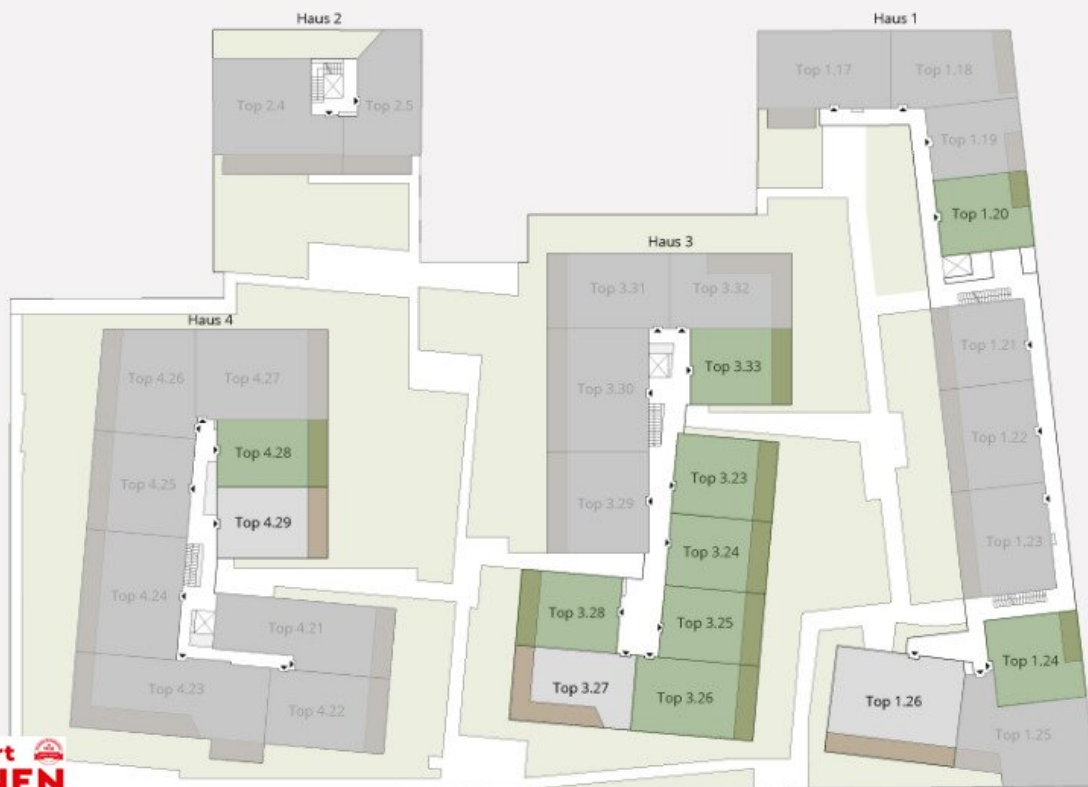 Haus 2
Haus 1
Top 1.17
Top 1.18
Top 2.4
Top 2.5
Top 1.19
Top 1.20
Haus 3
Top 3.31
Top 3.32
Haus 4
Top 1.21
Top 3.33
Top 4.26
Top 4.27
Top 3.30
Top 1.22
Top 4.28
Top 3.23
Top 4.25
Top 3.29
Top 4.29
Top 1.23
Top 3.24
Top 4.24
Top 3.28
Top 3.25
Top 4.21
Top 1.24
Top 4.23
Top 3.27
Top 3.26
Top 1.26
Top 4.22
Top 1.25